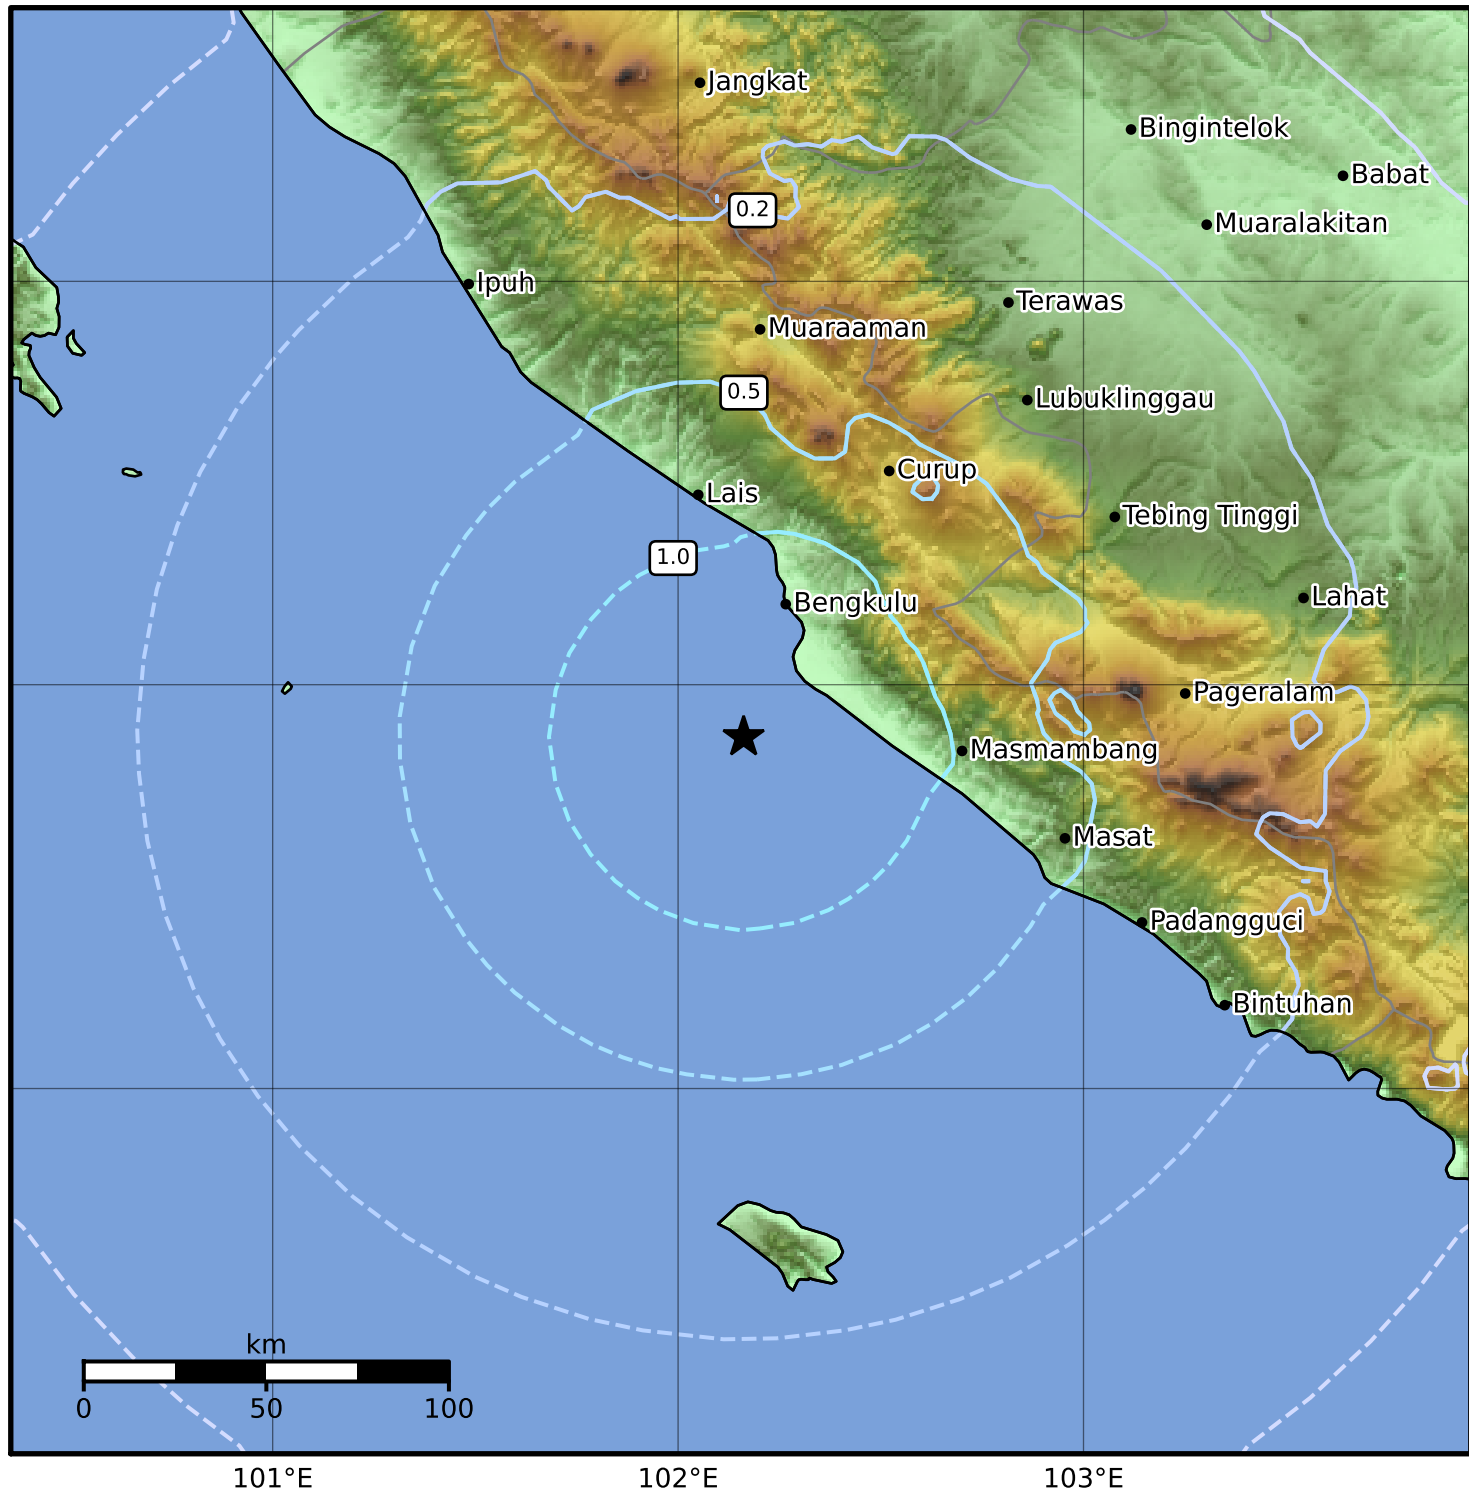 Jangkat
Bingintelok
Babat
0.2
Muaralakitan
Ipuh
Terawas
Muaraaman
0.5
Lubuklinggau
Curup
Lais
Tebing Tinggi
1.0
Bengkulu
Lahat
Pageralam
Masmambang
Masat
Padangguci
Bintuhan
km
0 50 100
101°E 102°E 103°E